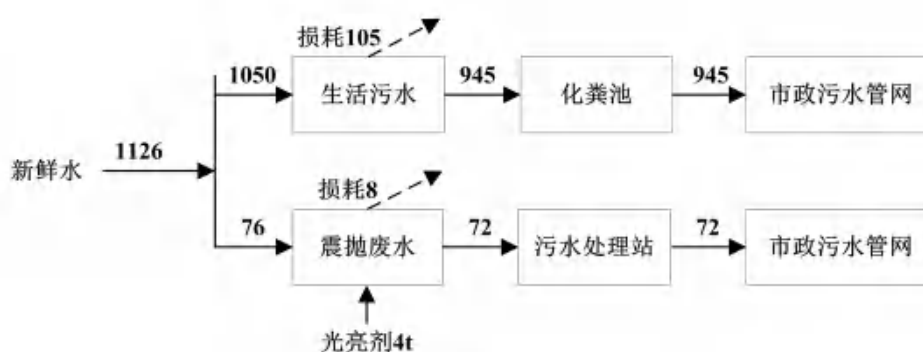 损耗105
1050
生活污水
945
化粪池
945
市政污水管网
新鲜水
1126
损耗8
76
震抛废水
72
污水处理站
72
市政污水管网
光亮剂4t